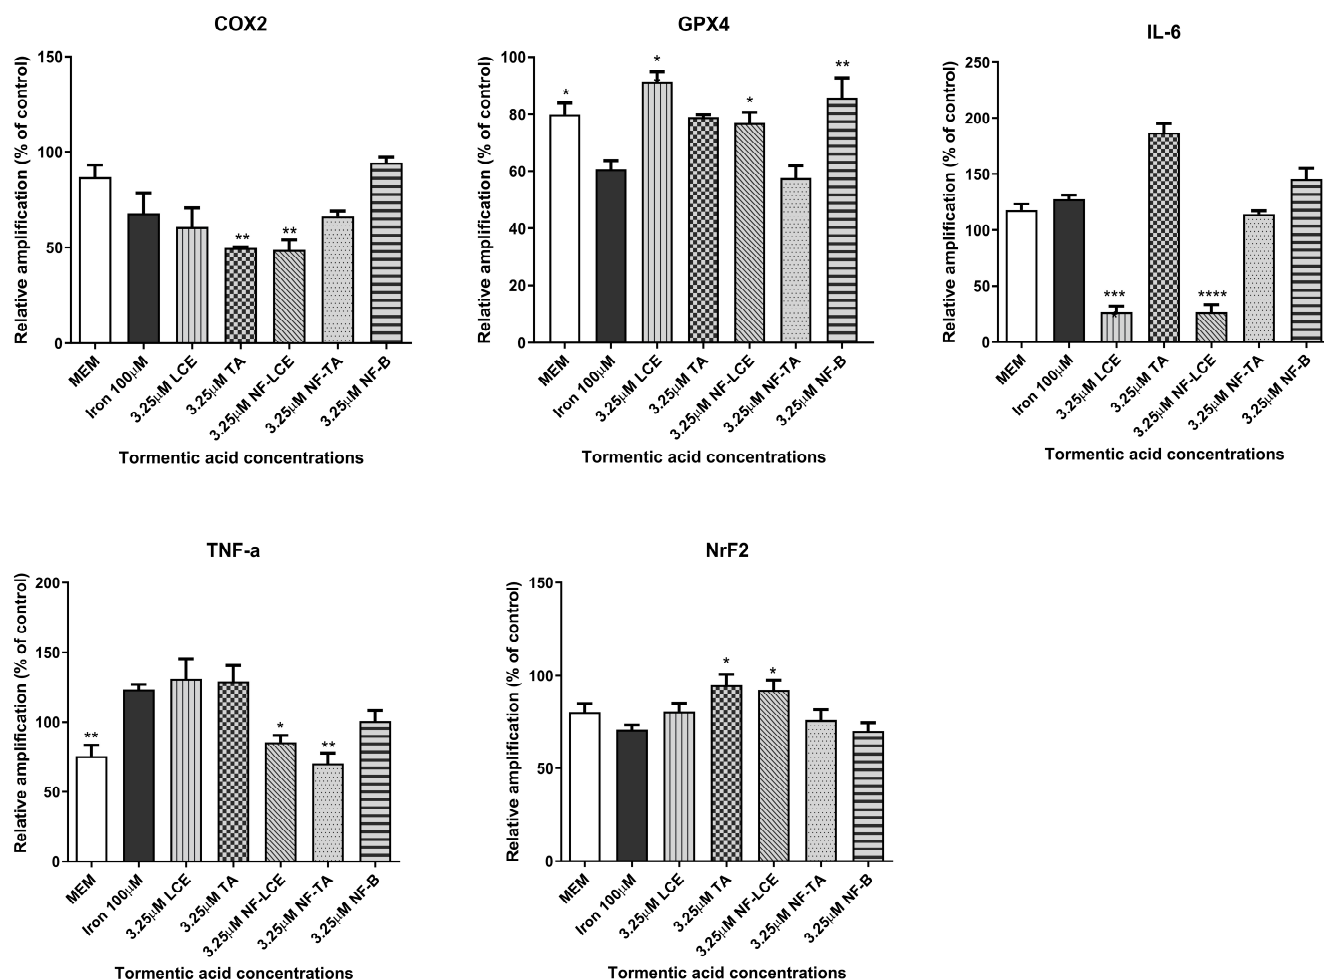 COX2
Relative amplification (% of control)
150
100
50
0
**
**
MEM
Iron 100μM
3.25μM LCE
3.25μM TA
3.25μM NF-LCE
3.25μM NF-TA
3.25μM NF-B
Tormentic acid concentrations
GPX4
Relative amplification (% of control)
100
80
60
40
20
0
*
*
*
**
MEM
Iron 100μM
3.25μM LCE
3.25μM TA
3.25μM NF-LCE
3.25μM NF-TA
3.25μM NF-B
Tormentic acid concentrations
IL-6
Relative amplification (% of control)
250
200
150
100
50
0
***
****
MEM
Iron 100μM
3.25μM LCE
3.25μM TA
3.25μM NF-LCE
3.25μM NF-TA
3.25μM NF-B
Tormentic acid concentrations
TNF-a
Relative amplification (% of control)
200
150
100
50
0
**
*
**
MEM
Iron 100μM
3.25μM LCE
3.25μM TA
3.25μM NF-LCE
3.25μM NF-TA
3.25μM NF-B
Tormentic acid concentrations
NrF2
Relative amplification (% of control)
150
100
50
0
*
*
MEM
Iron 100μM
3.25μM LCE
3.25μM TA
3.25μM NF-LCE
3.25μM NF-TA
3.25μM NF-B
Tormentic acid concentrations